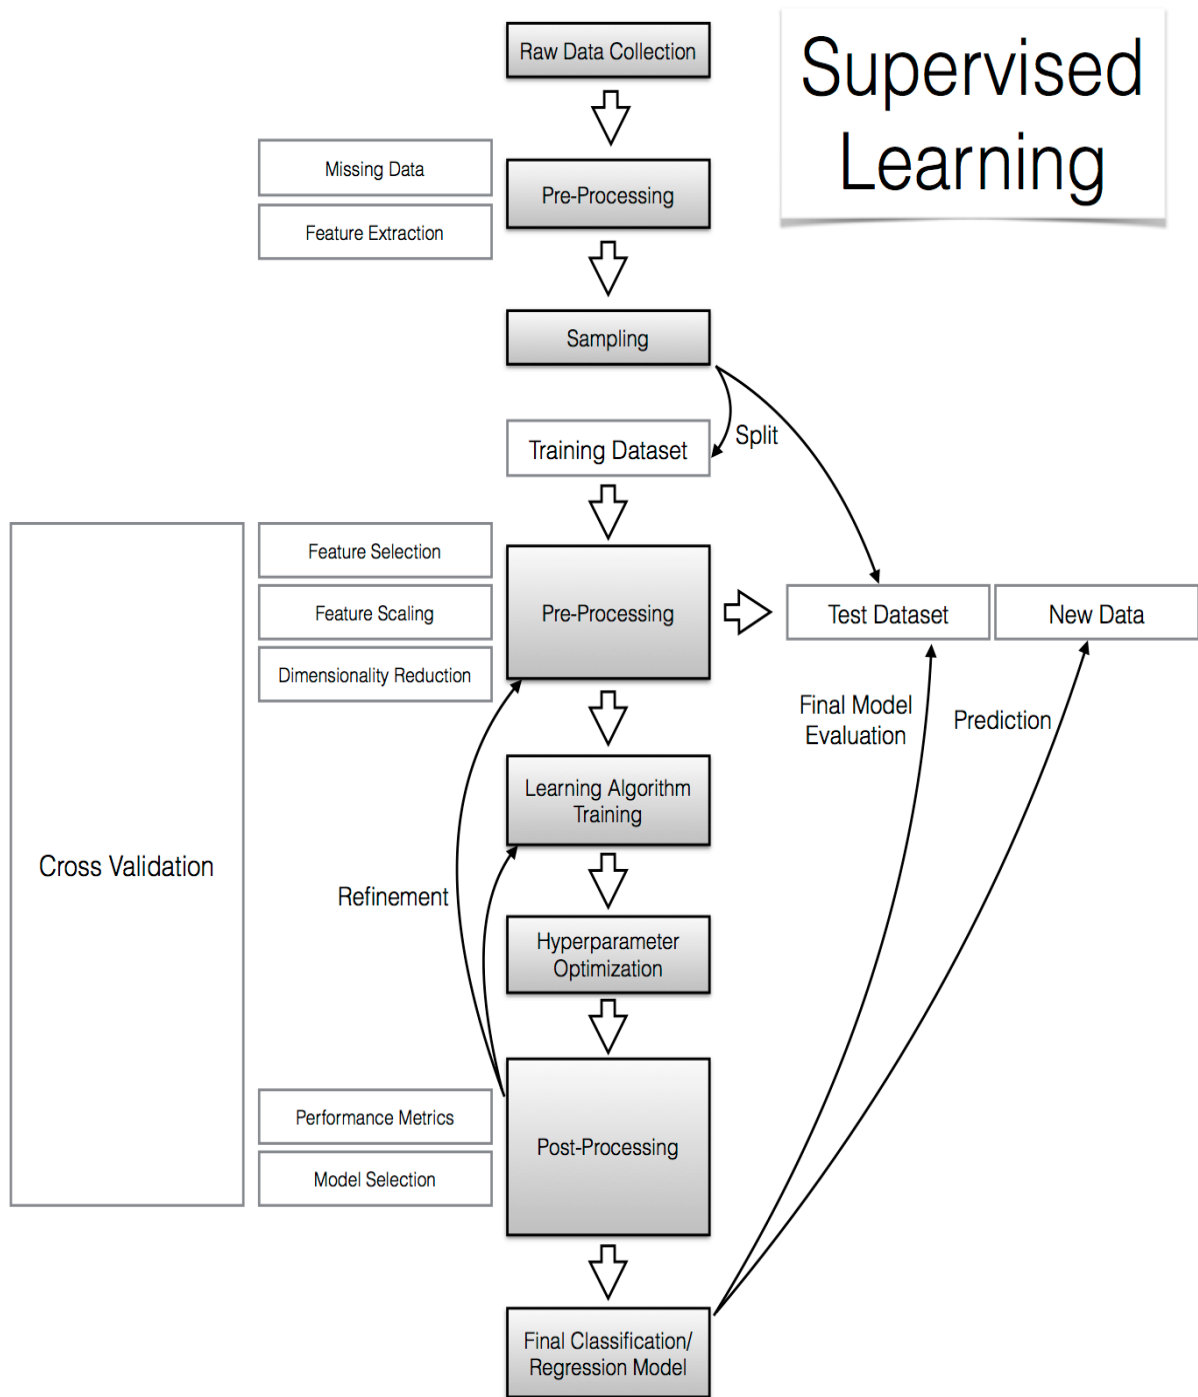 Supervised
Learning
Raw Data Collection
Missing Data
Pre-Processing
Feature Extraction
Sampling
Split
Training Dataset
Feature Selection
Feature Scaling
Pre-Processing
Test Dataset
New Data
Dimensionality Reduction
Final Model
Evaluation
Prediction
Learning Algorithm
Training
Cross Validation
Refinement
Hyperparameter
Optimization
Performance Metrics
Post-Processing
Model Selection
Final Classification/
Regression Model